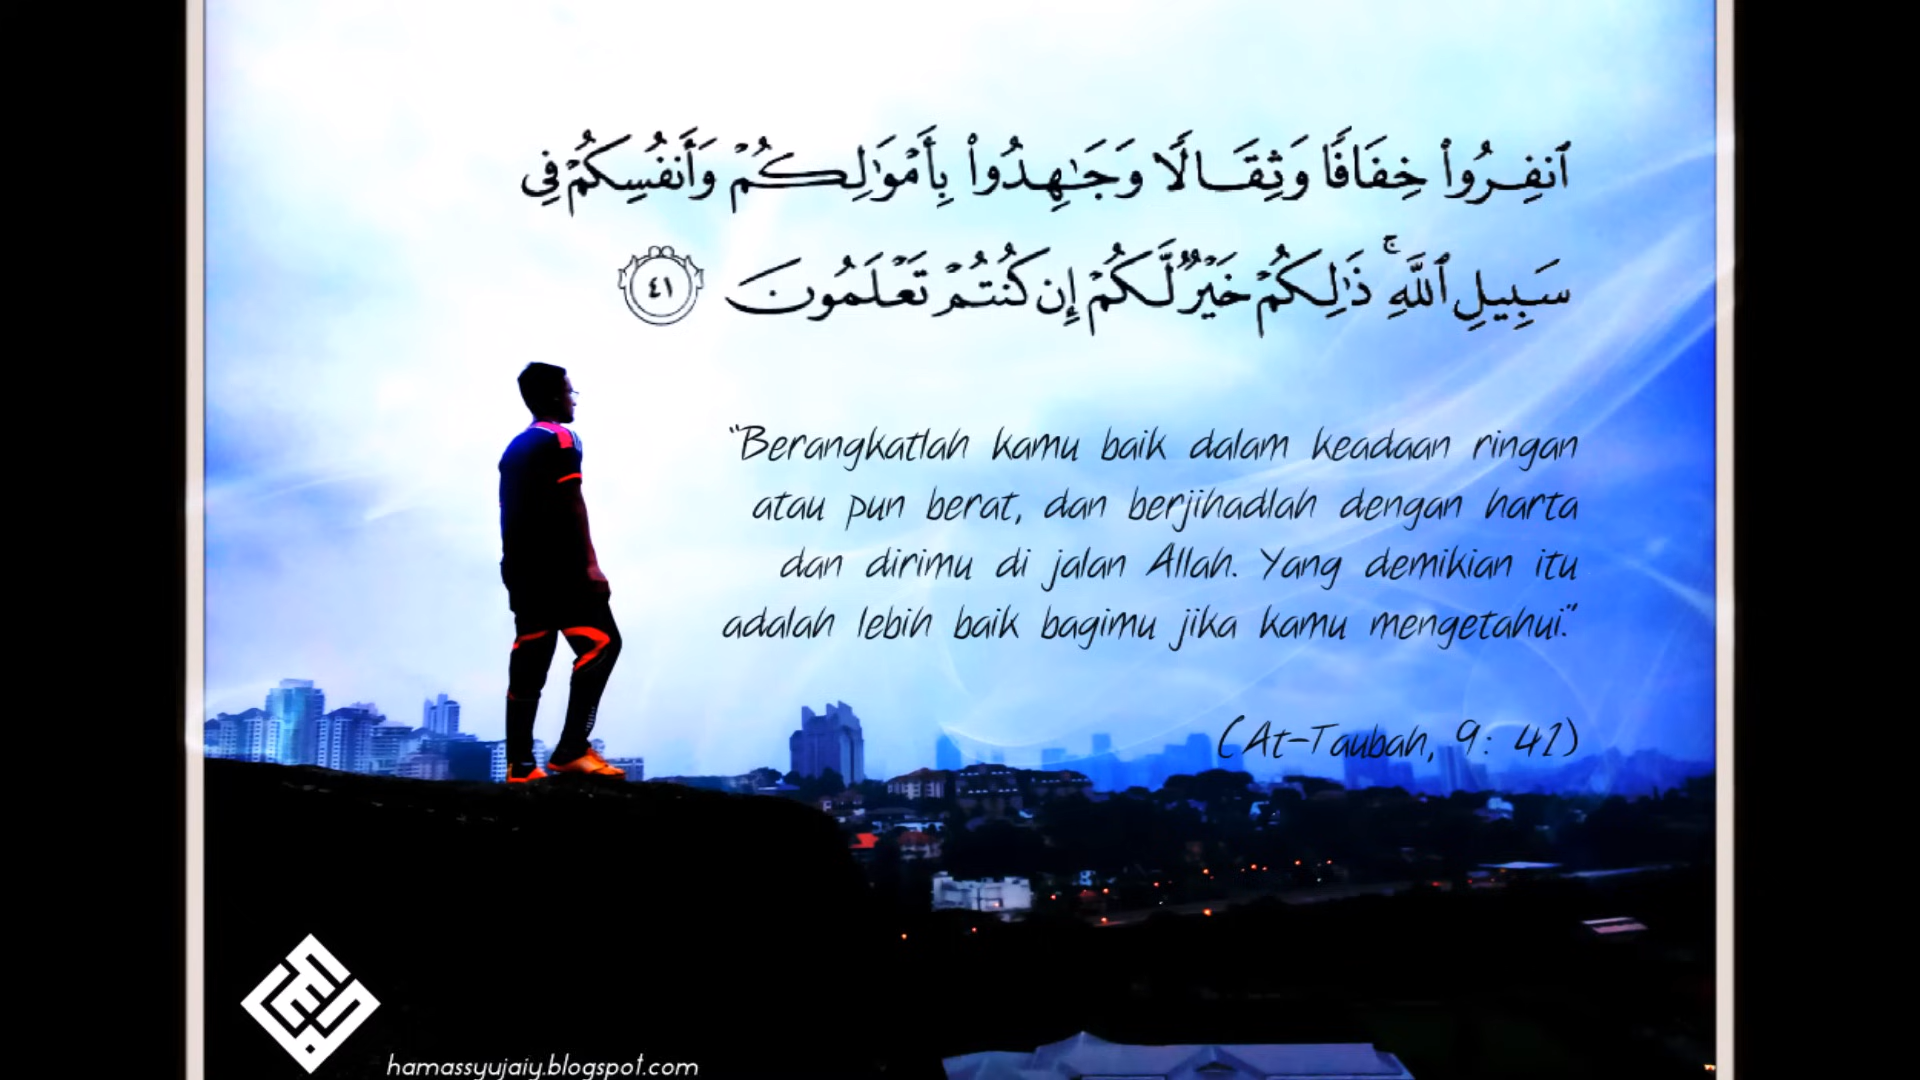 ٱنفِرُوا۟ خِفَافًا وَثِقَالًا وَجَٰهِدُوا۟ بِأَمْوَٰلِكُمْ وَأَنفُسِكُمْ فِى
سَبِيلِ ٱللَّهِ ۚ ذَٰلِكُمْ خَيْرٌ لَّكُمْ إِن كُنتُمْ تَعْلَمُونَ ٤١
"Berangkatlah kamu baik dalam keadaan ringan
atau pun berat, dan berjihadlah dengan harta
dan dirimu di jalan Allah. Yang demikian itu
adalah lebih baik bagimu jika kamu mengetahui."
(At-Taubah, 9: 41)
hamassyujaiy.blogspot.com